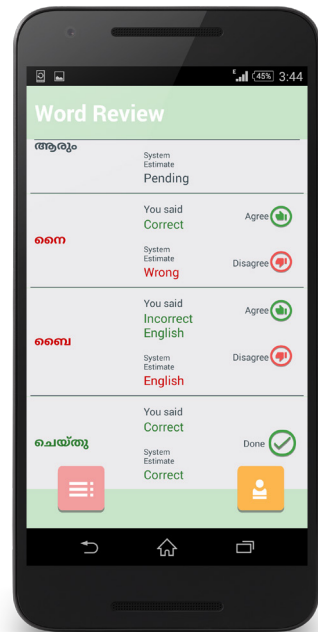 E 45% 3:44
Word Review
ആരും
System
Estimate
Pending
You said
Correct
Agree
നൈ
System
Estimate
Wrong
Disagree
You said
Incorrect
English
Agree
ബൈ
System
Estimate
English
Disagree
You said
Correct
ചെയ്തു
Done
System
Estimate
Correct